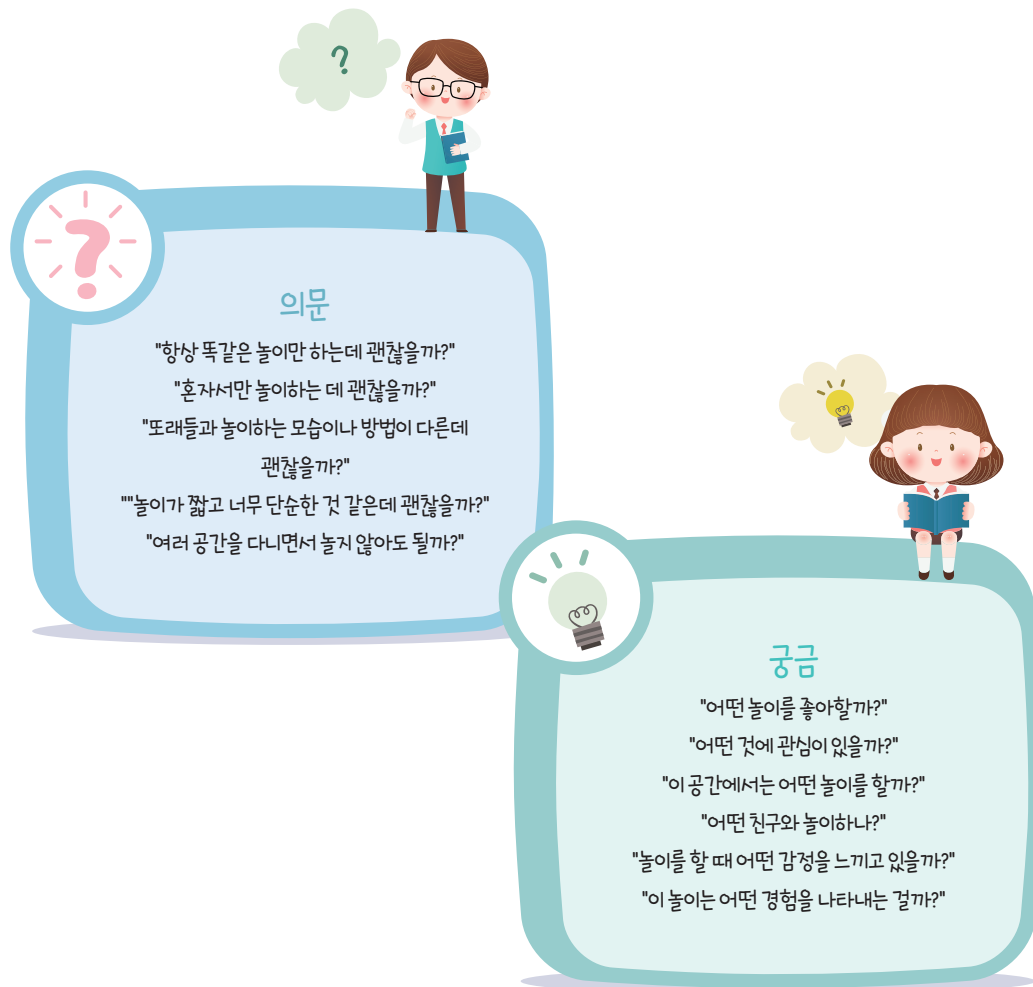 ?
?
의문
"항상 똑같은 놀이만 하는데 괜찮을까?"
"혼자서만 놀이하는 데 괜찮을까?"
"또래들과 놀이하는 모습이나 방법이 다른데
괜찮을까?"
""놀이가 짧고 너무 단순한 것 같은데 괜찮을까?"
"여러 공간을 다니면서 놀지 않아도 될까?"
궁금
"어떤 놀이를 좋아할까?"
"어떤 것에 관심이 있을까?"
"이 공간에서는 어떤 놀이를 할까?"
"어떤 친구와 놀이하나?"
"놀이를 할 때 어떤 감정을 느끼고 있을까?"
"이 놀이는 어떤 경험을 나타내는 걸까?"